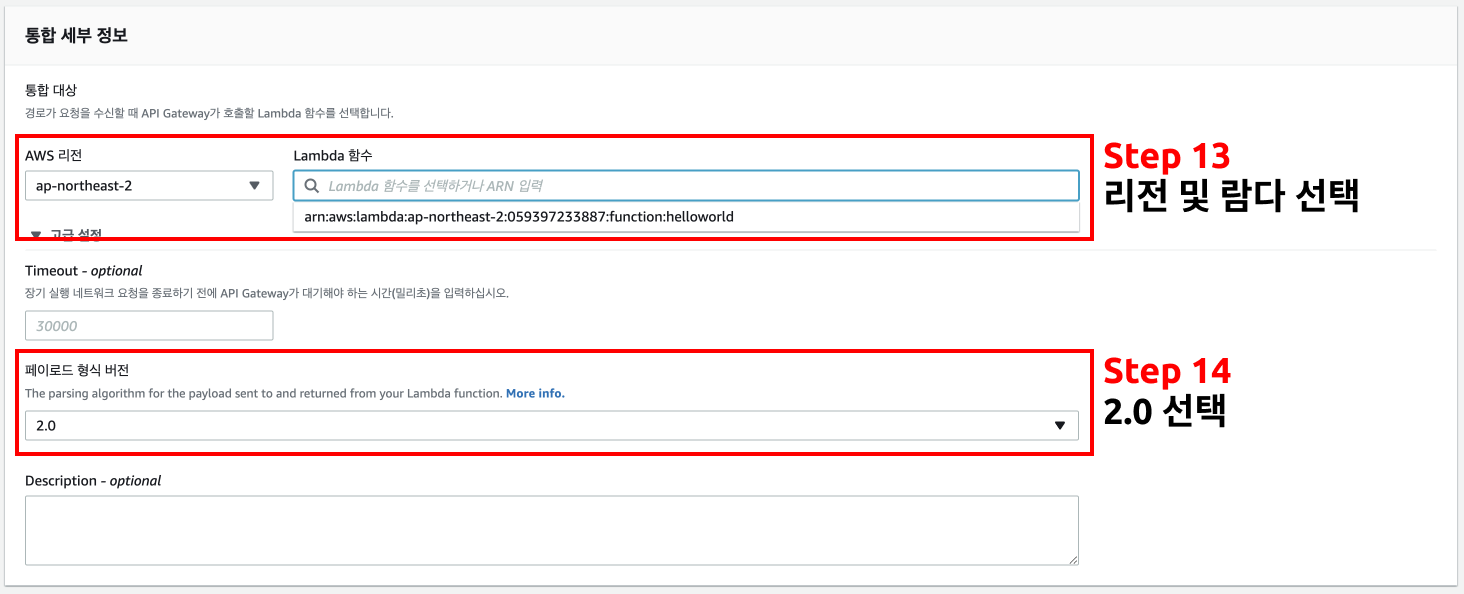 통합 세부 정보
통합 대상
경로가 요청을 수신할 때 API Gateway가 호출할 Lambda 함수를 선택합니다.
AWS 리전
Lambda 함수
ap-northeast-2
Lambda 함수를 선택하거나 ARN 입력
arn:aws:lambda:ap-northeast-2:059397233887:function:helloworld
고급 설정
Step 13
리전 및 람다 선택
Timeout - optional
장기 실행 네트워크 요청을 종료하기 전에 API Gateway가 대기해야 하는 시간(밀리초)을 입력하십시오.
30000
페이로드 형식 버전
The parsing algorithm for the payload sent to and returned from your Lambda function. More info.
2.0
Step 14
2.0 선택
Description - optional